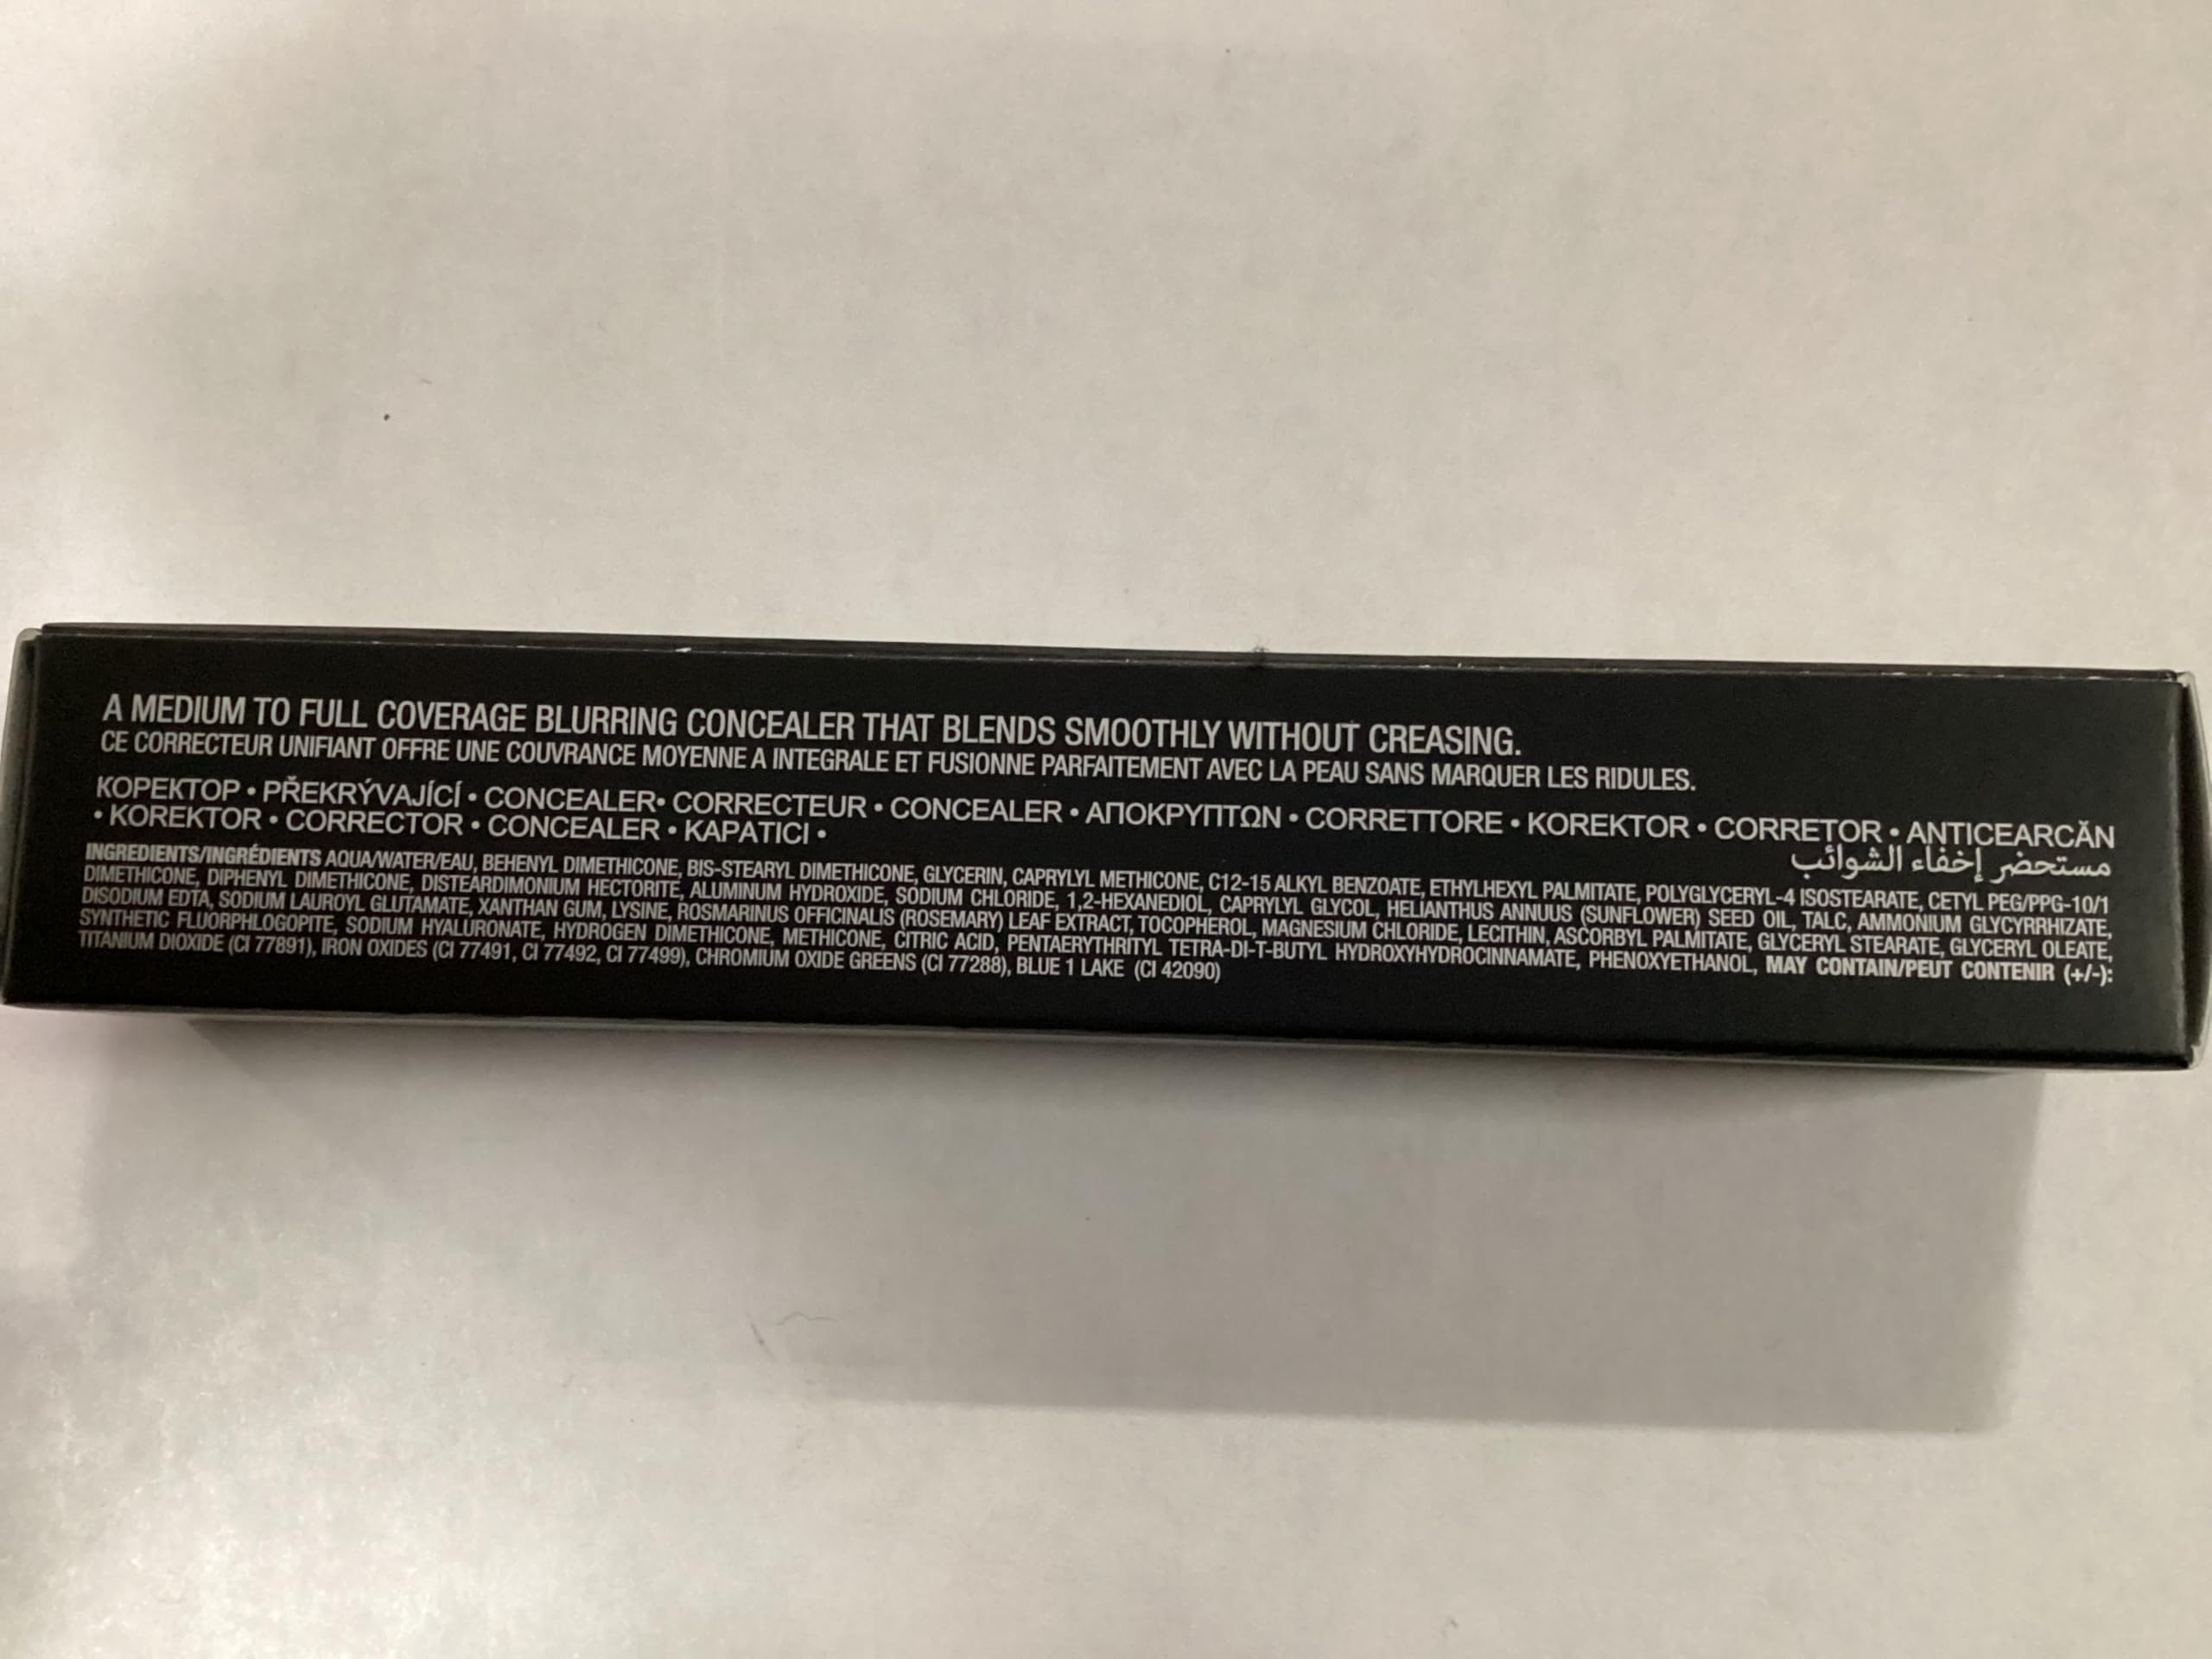 A MEDIUM TO FULL COVERAGE BLURRING CONCEALER THAT BLENDS SMOOTHLY WITHOUT CREASING.
CE CORRECTEUR UNIFIANT OFFRE UNE COUVRANCE MOYENNE A INTEGRALE ET FUSIONNE PARFAITEMENT AVEC LA PEAU SANS MARQUER LES RIDULES.
КОРЕКТОР • PŘEKRÝVAJÍCÍ • CONCEALER• CORRECTEUR • CONCEALER • ΑΠΟΚΡΥΠΤΩΝ • CORRETTORE • KOREKTOR • CORRETOR • ANTICEARCĂN
• KOREKTOR • CORRECTOR • CONCEALER • KAPATICI •
مستحضر إخفاء الشوائب
INGREDIENTS/INGRÉDIENTS AQUA/WATER/EAU, BEHENYL DIMETHICONE, BIS-STEARYL DIMETHICONE, GLYCERIN, CAPRYLYL METHICONE, C12-15 ALKYL BENZOATE, ETHYLHEXYL PALMITATE, POLYGLYCERYL-4 ISOSTEARATE, CETYL PEG/PPG-10/1
DIMETHICONE, DIPHENYL DIMETHICONE, DISTEARDIMONIUM HECTORITE, ALUMINUM HYDROXIDE, SODIUM CHLORIDE, 1,2-HEXANEDIOL, CAPRYLYL GLYCOL, HELIANTHUS ANNUUS (SUNFLOWER) SEED OIL, TALC, AMMONIUM GLYCYRRHIZATE,
DISODIUM EDTA, SODIUM LAUROYL GLUTAMATE, XANTHAN GUM, LYSINE, ROSMARINUS OFFICINALIS (ROSEMARY) LEAF EXTRACT, TOCOPHEROL, MAGNESIUM CHLORIDE, LECITHIN, ASCORBYL PALMITATE, GLYCERYL STEARATE, GLYCERYL OLEATE,
SYNTHETIC FLUORPHLOGOPITE, SODIUM HYALURONATE, HYDROGEN DIMETHICONE, METHICONE, CITRIC ACID, PENTAERYTHRITYL TETRA-DI-T-BUTYL HYDROXYHYDROCINNAMATE, PHENOXYETHANOL, MAY CONTAIN/PEUT CONTENIR (+/-):
TITANIUM DIOXIDE (CI 77891), IRON OXIDES (CI 77491, CI 77492, CI 77499), CHROMIUM OXIDE GREENS (CI 77288), BLUE 1 LAKE (CI 42090)